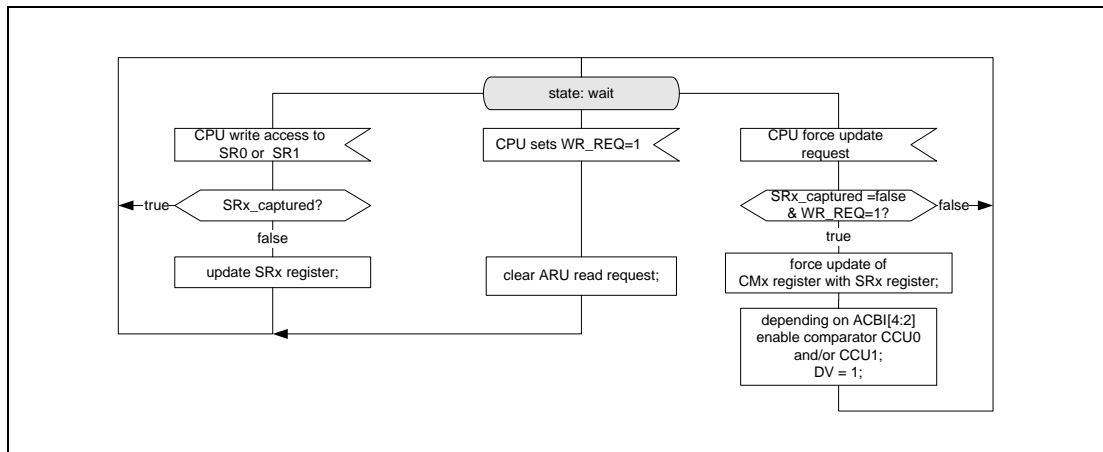 state: wait
CPU write access to
SR0 or  SR1
CPU sets WR_REQ=1
CPU force update
request
true
SRx_captured?
SRx_captured =false
& WR_REQ=1?
false
false
true
update SRx register;
clear ARU read request;
force update of
CMx register with SRx register;
depending on ACBI[4:2]
enable comparator CCU0
and/or CCU1;
DV = 1;